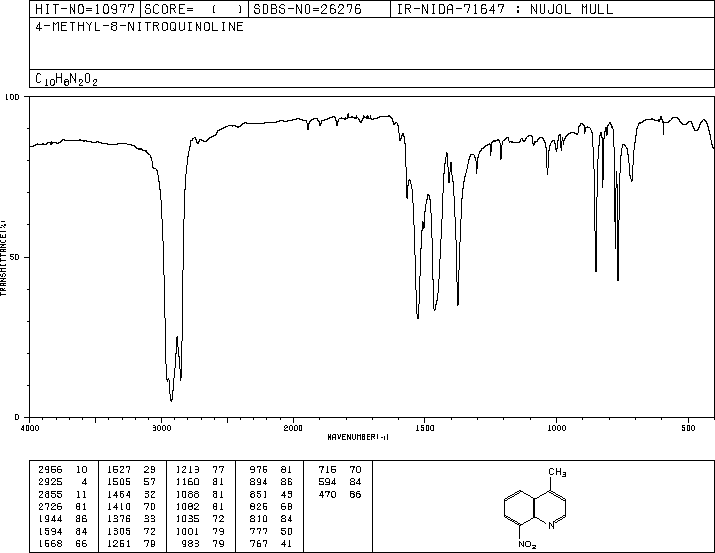 HIT-NO=10977 SCORE= ( ) SDBS-NO=26276 IR-NIDA-71647 : NUJOL MULL
4-METHYL-8-NITROQUINOLINE
C10H8N2O2
100
50
0
TRANSMITTANCE(%)
4000 3000 2000 1500 1000 500
WAVENUMBER(-1)
2956 10 1527 29 1213 77 976 81 716 70
2925 4 1505 57 1160 81 894 86 594 84
2855 11 1464 32 1088 81 851 43 470 86
2726 81 1410 70 1082 81 826 68
1944 86 1376 33 1035 72 810 84
1594 84 1305 72 1001 79 777 50
1568 66 1251 79 983 79 767 41
CH3
N
NO2